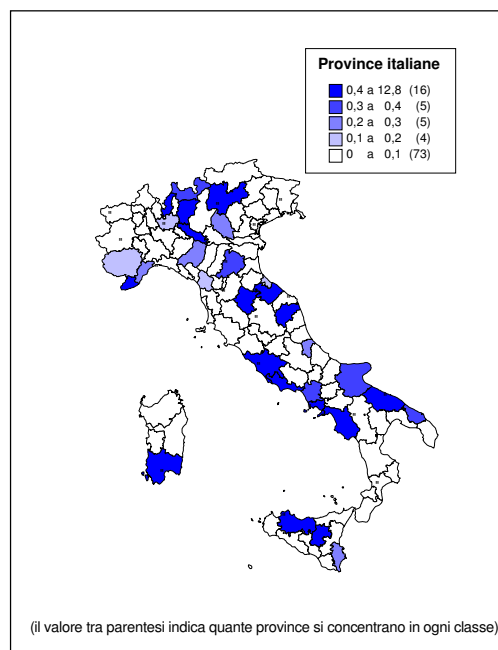 Province italiane
0,4 a 12,8 (16)
0,3 a 0,4 (5)
0,2 a 0,3 (5)
0,1 a 0,2 (4)
0 a 0,1 (73)
(il valore tra parentesi indica quante province si concentrano in ogni classe)